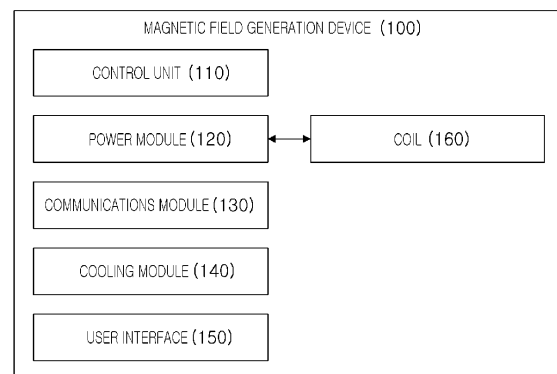 MAGNETIC FIELD GENERATION DEVICE (100)
CONTROL UNIT (110)
POWER MODULE (120)
COIL (160)
COMMUNICATIONS MODULE (130)
COOLING MODULE (140)
USER INTERFACE (150)